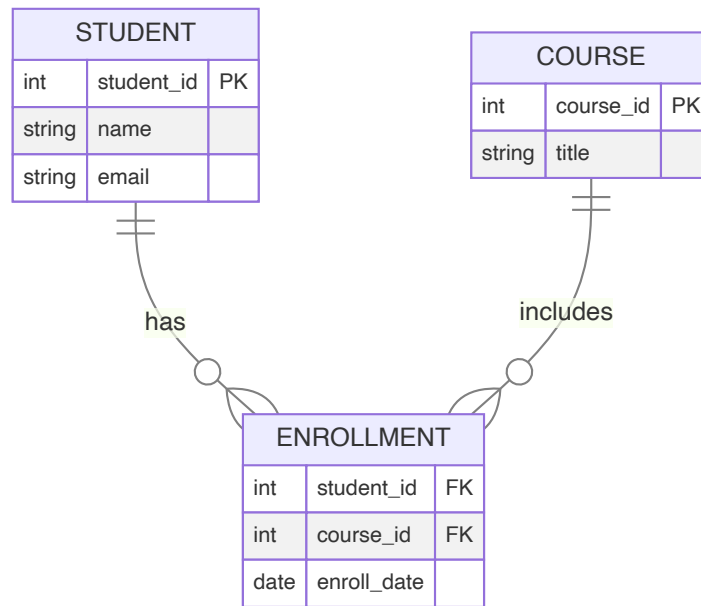 STUDENT
int student_id PK
string name
string email
COURSE
int course_id PK
string title
has
includes
ENROLLMENT
int student_id FK
int course_id FK
date enroll_date